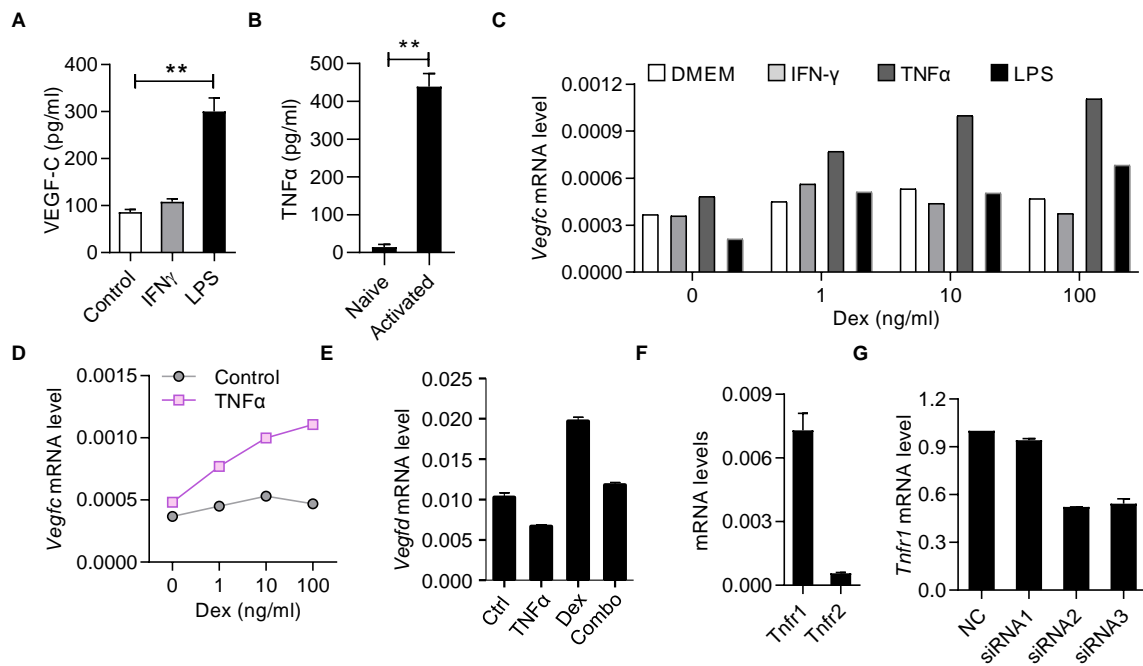 A
VEGF-C (pg/ml)
400
300
200
100
0
**
Control
IFNγ
LPS
B
TNFα (pg/ml)
500
400
300
200
100
0
**
Naive
Activated
C
Vegfc mRNA level
DMEM IFN-γ TNFα LPS
0.0012
0.0009
0.0006
0.0003
0.0000
0 1 10 100
Dex (ng/ml)
D
Vegfc mRNA level
0.0015
0.0010
0.0005
0.0000
Control
TNFα
0 1 10 100
Dex (ng/ml)
E
Vegfd mRNA level
0.025
0.020
0.015
0.010
0.005
0.000
Ctrl
TNFα
Dex
Combo
F
mRNA levels
0.009
0.006
0.003
0.000
Tnfr1
Tnfr2
G
Tnfr1 mRNA level
1.2
0.9
0.6
0.3
0.0
NC
siRNA1
siRNA2
siRNA3